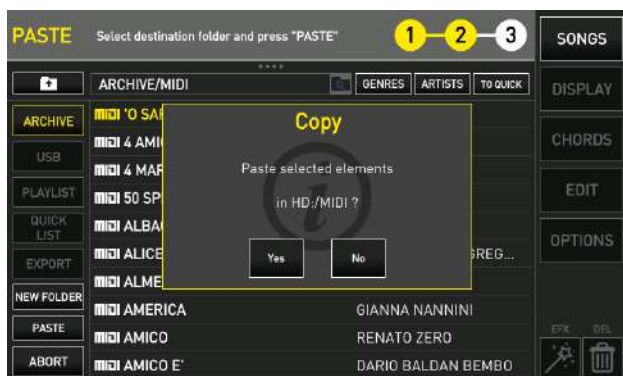 PASTE Select destination folder and press "PASTE" 1 2 3 SONGS
ARCHIVE/MIDI GENRES ARTISTS TO QUICK
DISPLAY
ARCHIVE
USB
PLAYLIST
QUICK
LIST
EXPORT
NEW FOLDER
PASTE
ABORT
MIDI 'O SA
MIDI 4 AMI
MIDI 4 MAR
MIDI 50 SP
MIDI ALBA
MIDI ALICE GREG...
MIDI ALME
MIDI AMERICA GIANNA NANNINI
MIDI AMICO RENATO ZERO
MIDI AMICO E' DARIO BALDAN BEMBO
Copy
Paste selected elements
in HD:/MIDI ?
Yes No
CHORDS
EDIT
OPTIONS
EFX DEL